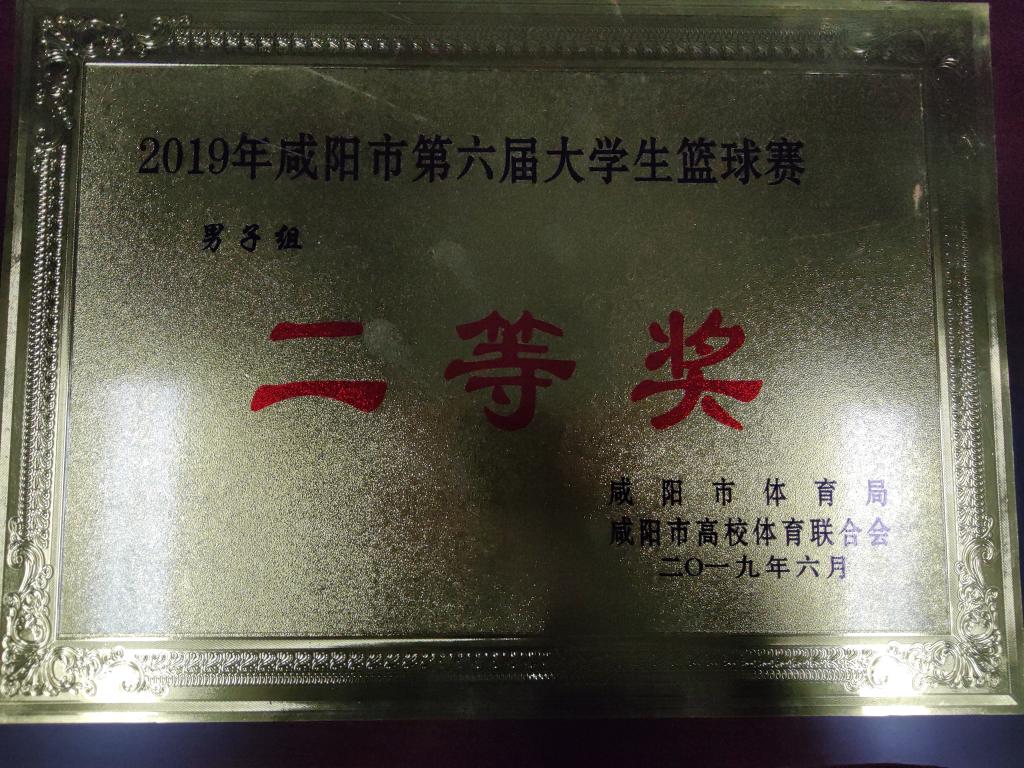 2019年咸阳市第六届大学生篮球赛
男子组
二等奖
咸阳市体育局
咸阳市高校体育联合会
二〇一九年六月